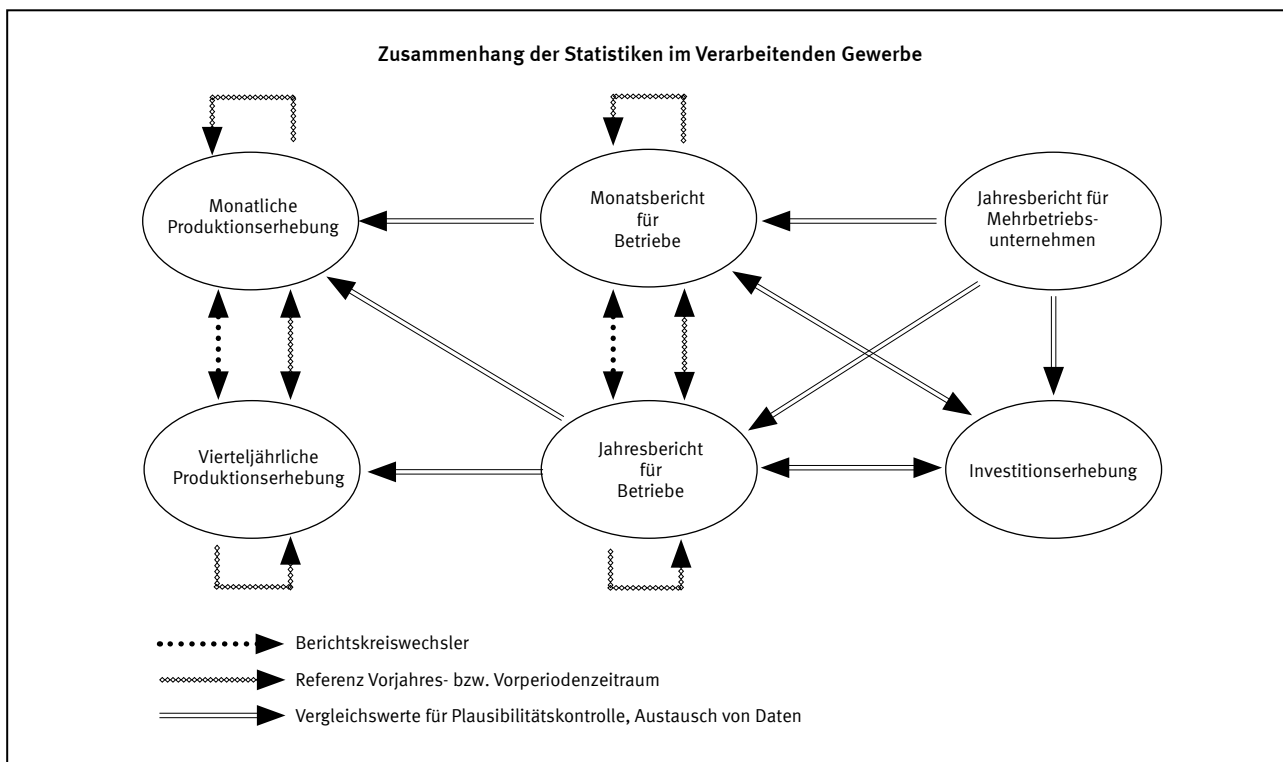 Zusammenhang der Statistiken im Verarbeitenden Gewerbe
Monatliche
Produktionserhebung
Monatsbericht
für
Betriebe
Jahresbericht für
Mehrbetriebs-
unternehmen
Vierteljährliche
Produktionserhebung
Jahresbericht
für
Betriebe
Investitionserhebung
Berichtskreiswechsler
Referenz Vorjahres- bzw. Vorperiodenzeitraum
Vergleichswerte für Plausibilitätskontrolle, Austausch von Daten